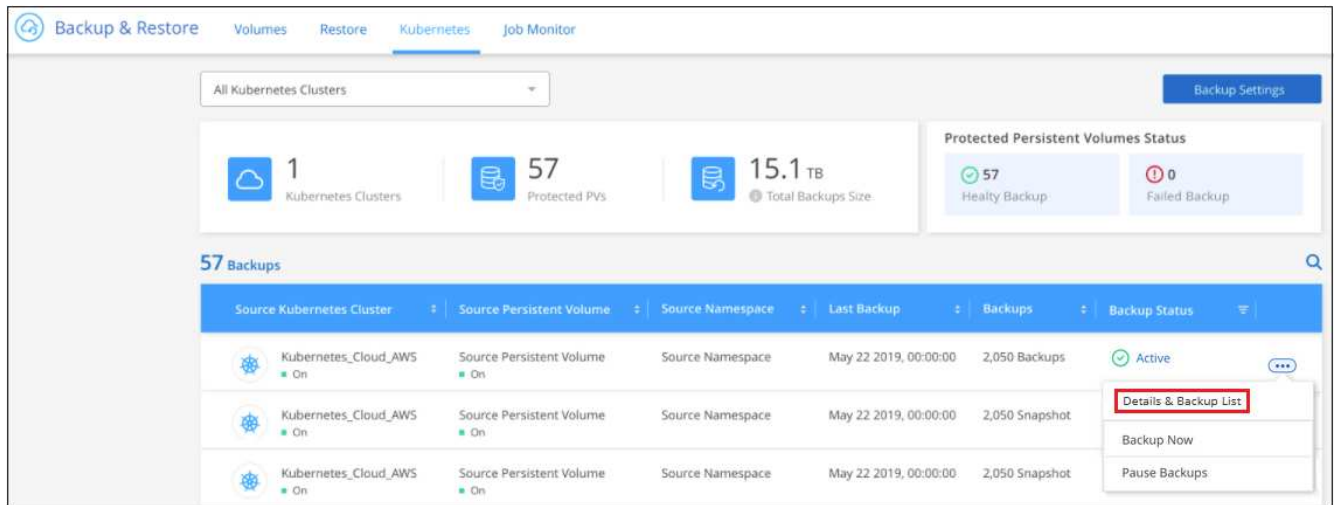 Backup & Restore Volumes Restore Kubernetes Job Monitor
All Kubernetes Clusters
Backup Settings
1
Kubernetes Clusters
57
Protected PVs
15.1 TB
Total Backups Size
Protected Persistent Volumes Status
57
Healty Backup
0
Failed Backup
57 Backups
Source Kubernetes Cluster Source Persistent Volume Source Namespace Last Backup Backups Backup Status
Kubernetes_Cloud_AWS Source Persistent Volume Source Namespace May 22 2019, 00:00:00 2,050 Backups Active
On On
Details & Backup List
Kubernetes_Cloud_AWS Source Persistent Volume Source Namespace May 22 2019, 00:00:00 2,050 Snapshot
On On
Backup Now
Pause Backups
Kubernetes_Cloud_AWS Source Persistent Volume Source Namespace May 22 2019, 00:00:00 2,050 Snapshot
On On